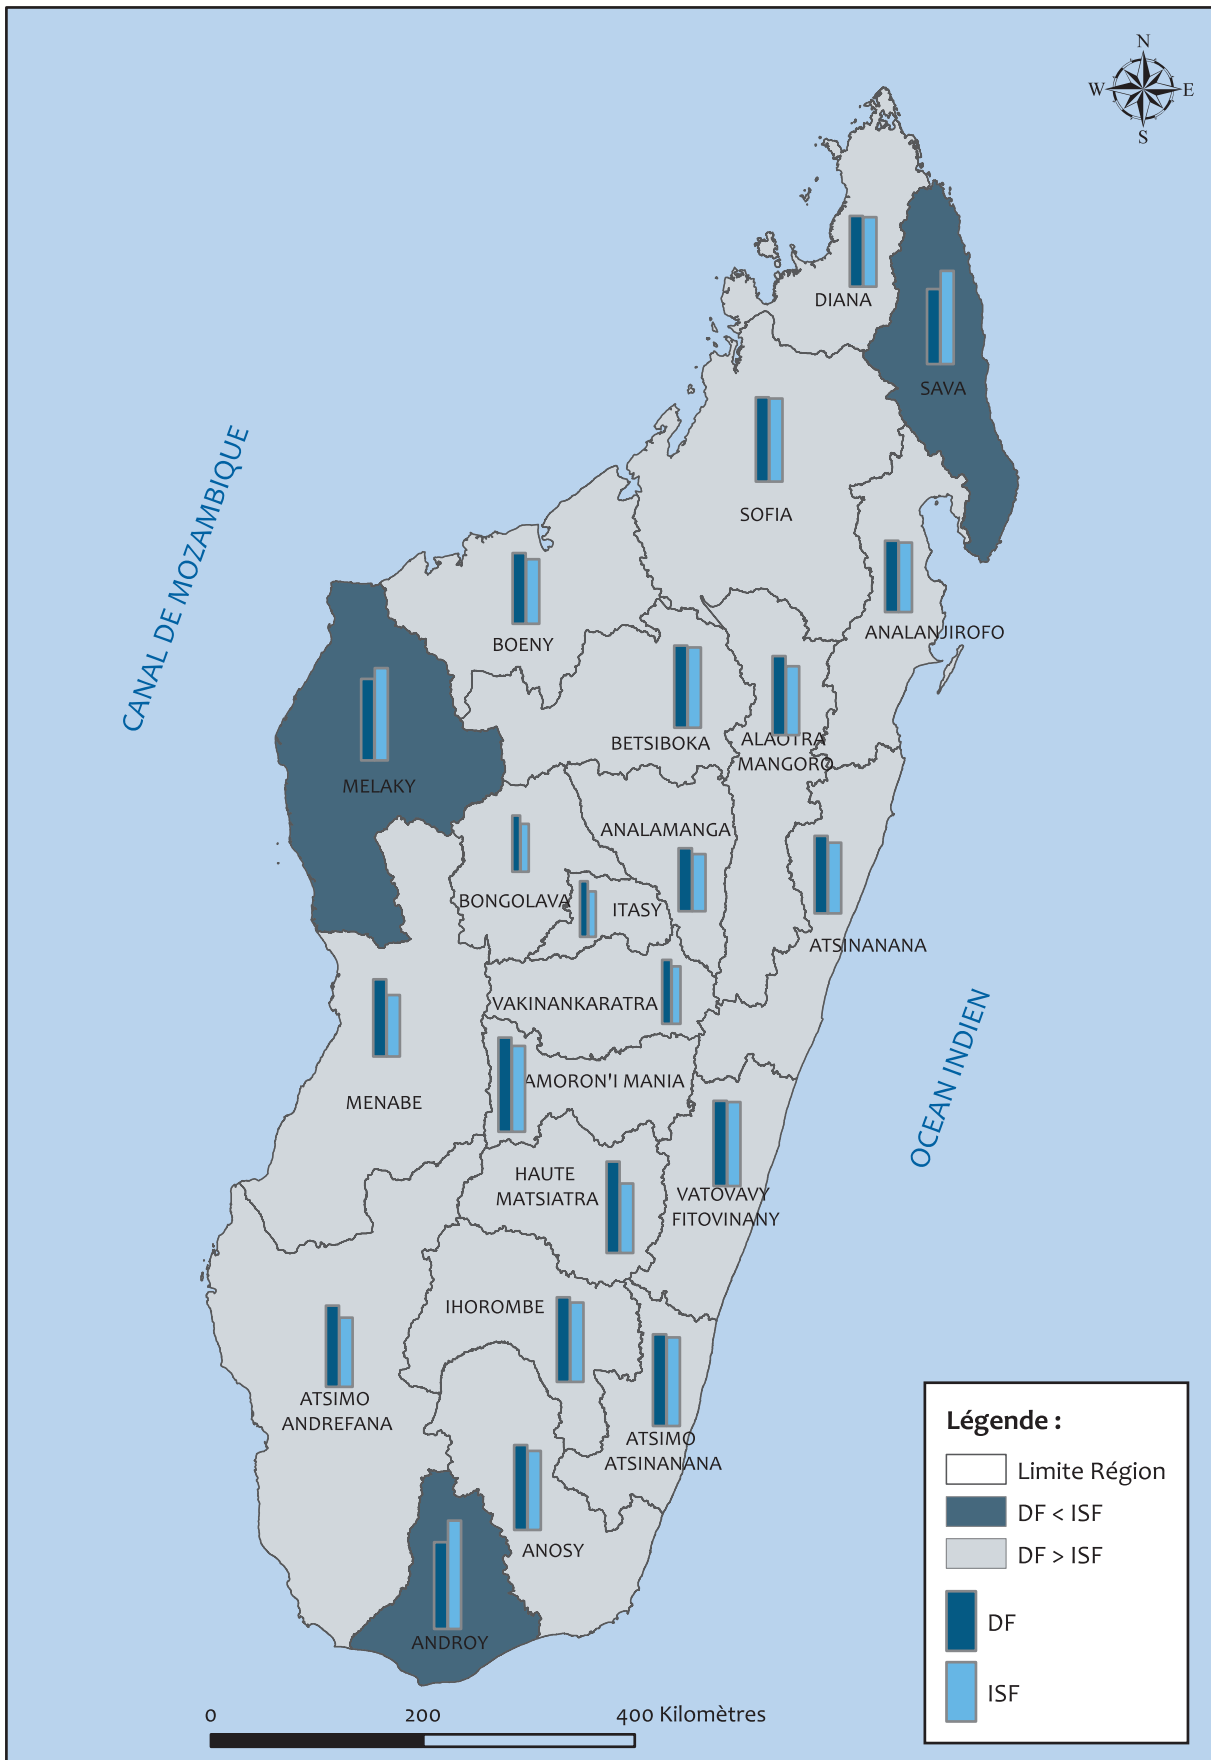 N
W
E
S
DIANA
SAVA
CANAL DE MOZAMBIQUE
SOFIA
ANALANJIROFO
BOENY
BETSIBOKA
ALAOTRA
MANGORO
MELAKY
ANALAMANGA
BONGOLAVA
ITASY
ATSINANANA
VAKINANKARATRA
OCEAN INDIEN
AMORON'I MANIA
MENABE
HAUTE
MATSIATRA
VATOVAVY
FITOVINANY
IHOROMBE
ATSIMO
ANDREFANA
ATSIMO
ATSINANANA
ANOSY
ANDROY
Légende :
Limite Région
DF < ISF
DF > ISF
DF
ISF
0
200
400 Kilomètres